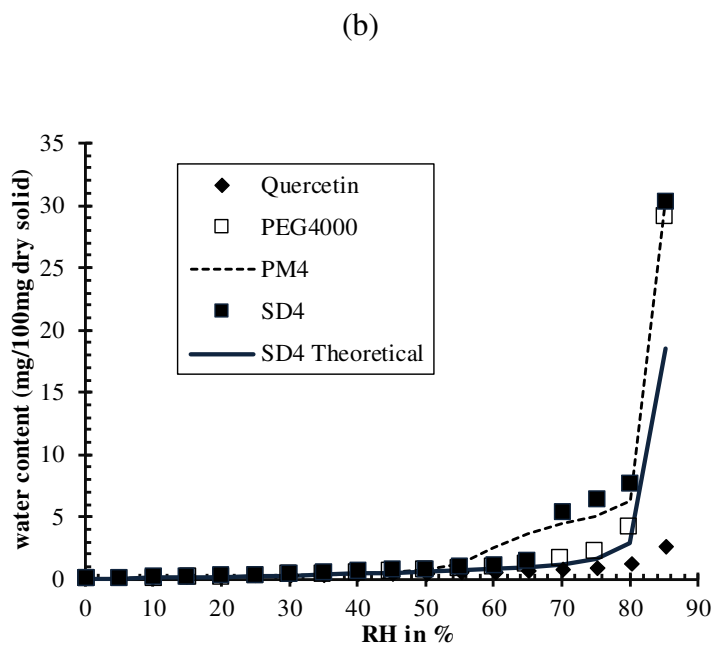 (b)
35
30
25
20
15
10
5
0
water content (mg/100mg dry solid)
Quercetin
PEG4000
PM4
SD4
SD4 Theoretical
0 10 20 30 40 50 60 70 80 90
RH in %